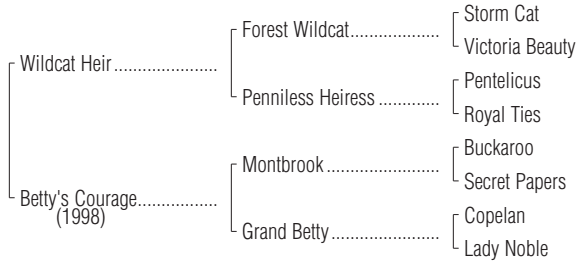 Storm Cat
Forest Wildcat..................
Victoria Beauty
Wildcat Heir.....................
Pentelicus
Penniless Heiress ............
Royal Ties
Buckaroo
Montbrook .......................
Secret Papers
Betty's Courage................
(1998)
Copelan
Grand Betty......................
Lady Noble